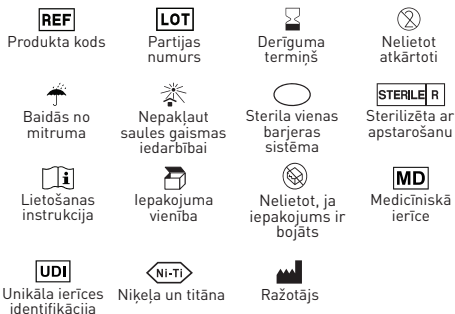 REF LOT 2
Produkta kods Partijas numurs Derīguma termiņš Nelietot atkārtoti
STERILE R
Baidās no mitruma Nepakļaut saules gaismas iedarbībai Sterila vienas barjeras sistēma Sterilizēta ar apstarošanu
i MD
Lietošanas instrukcija Iepakojuma vienība Nelietot, ja iepakojums ir bojāts Medicīniskā ierīce
UDI Ni-Ti
Unikāla ierīces identifikācija Niķeļa un titāna Ražotājs